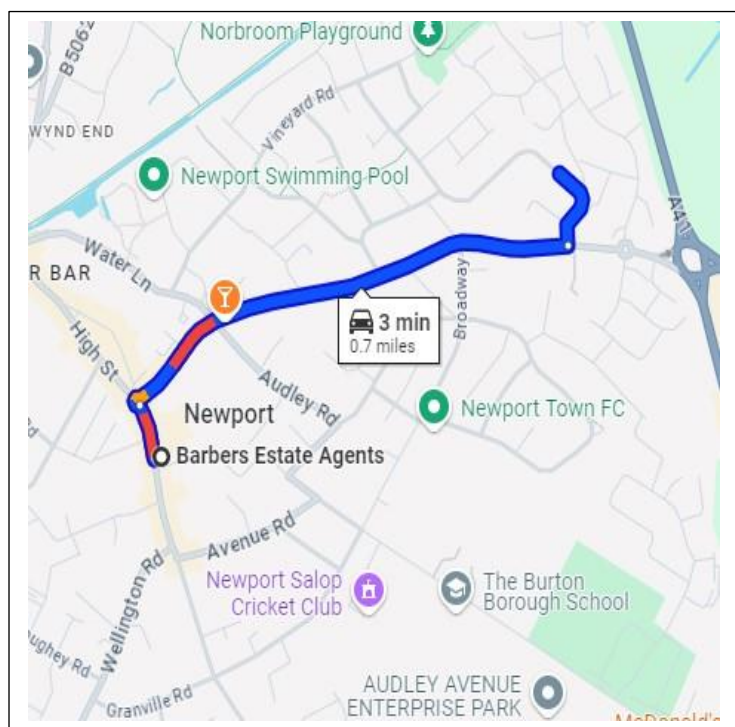 Norbroom Playground
B5062
Vineyard Rd
WYND END
Newport Swimming Pool
A41
Water Ln
R BAR
High St
3 min
0.7 miles
Broadway
Audley Rd
Newport
Newport Town FC
Barbers Estate Agents
Avenue Rd
Wellington Rd
Newport Salop
Cricket Club
The Burton
Borough School
oughey Rd
Granville Rd
AUDLEY AVENUE
ENTERPRISE PARK